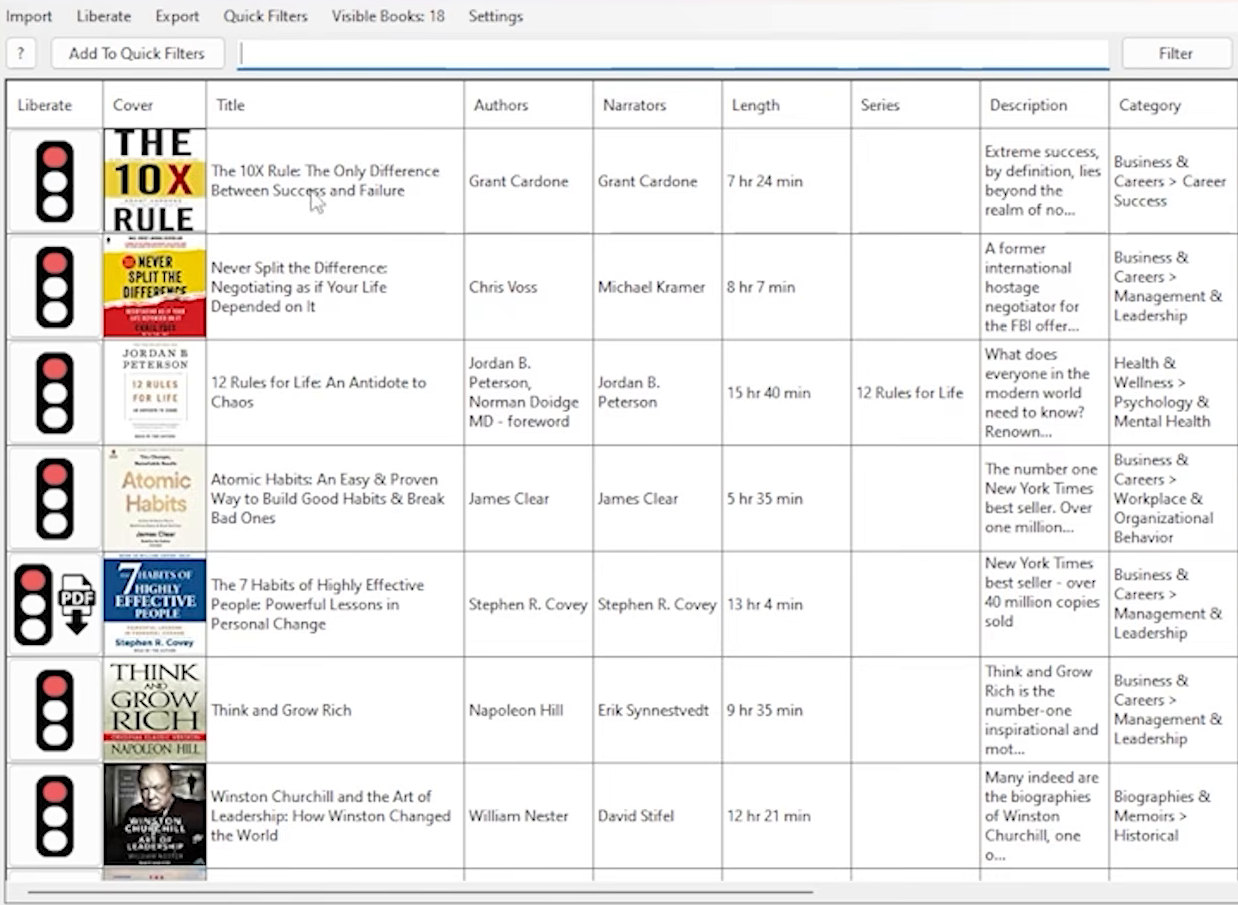 Import Liberate Export Quick Filters Visible Books: 18 Settings
? Add To Quick Filters Filter
Liberate Cover Title Authors Narrators Length Series Description Category
THE
10X
RULE
The 10X Rule: The Only Difference
Between Success and Failure
Grant Cardone
Grant Cardone
7 hr 24 min
Extreme success,
by definition, lies
beyond the
realm of no...
Business &
Careers > Career
Success
NEVER
SPLIT THE
DIFFERENCE
Never Split the Difference:
Negotiating as if Your Life
Depended on It
Chris Voss
Michael Kramer
8 hr 7 min
A former
international
hostage
negotiator for
the FBI offer...
Business &
Careers >
Management &
Leadership
JORDAN B
PETERSON
12 RULES
FOR LIFE
12 Rules for Life: An Antidote to
Chaos
Jordan B.
Peterson,
Norman Doidge
MD - foreword
Jordan B.
Peterson
15 hr 40 min
12 Rules for Life
What does
everyone in the
modern world
need to know?
Renown...
Health &
Wellness >
Psychology &
Mental Health
Atomic
Habits
James Clear
Atomic Habits: An Easy & Proven
Way to Build Good Habits & Break
Bad Ones
James Clear
James Clear
5 hr 35 min
The number one
New York Times
best seller. Over
one million...
Business &
Careers >
Workplace &
Organizational
Behavior
PDF
7 HABITS OF
HIGHLY
EFFECTIVE
PEOPLE
Stephen R. Covey
The 7 Habits of Highly Effective
People: Powerful Lessons in
Personal Change
Stephen R. Covey
Stephen R. Covey
13 hr 4 min
New York Times
best seller - over
40 million copies
sold
Business &
Careers >
Management &
Leadership
THINK
AND
GROW
RICH
NAPOLEON HILL
Think and Grow Rich
Napoleon Hill
Erik Synnestvedt
9 hr 35 min
Think and Grow
Rich is the
number-one
inspirational and
mot...
Business &
Careers >
Management &
Leadership
WINSTON
CHURCHILL
ART OF
LEADERSHIP
WILLIAM NESTER
Winston Churchill and the Art of
Leadership: How Winston Changed
the World
William Nester
David Stifel
12 hr 21 min
Many indeed are
the biographies
of Winston
Churchill, one
o...
Biographies &
Memoirs >
Historical